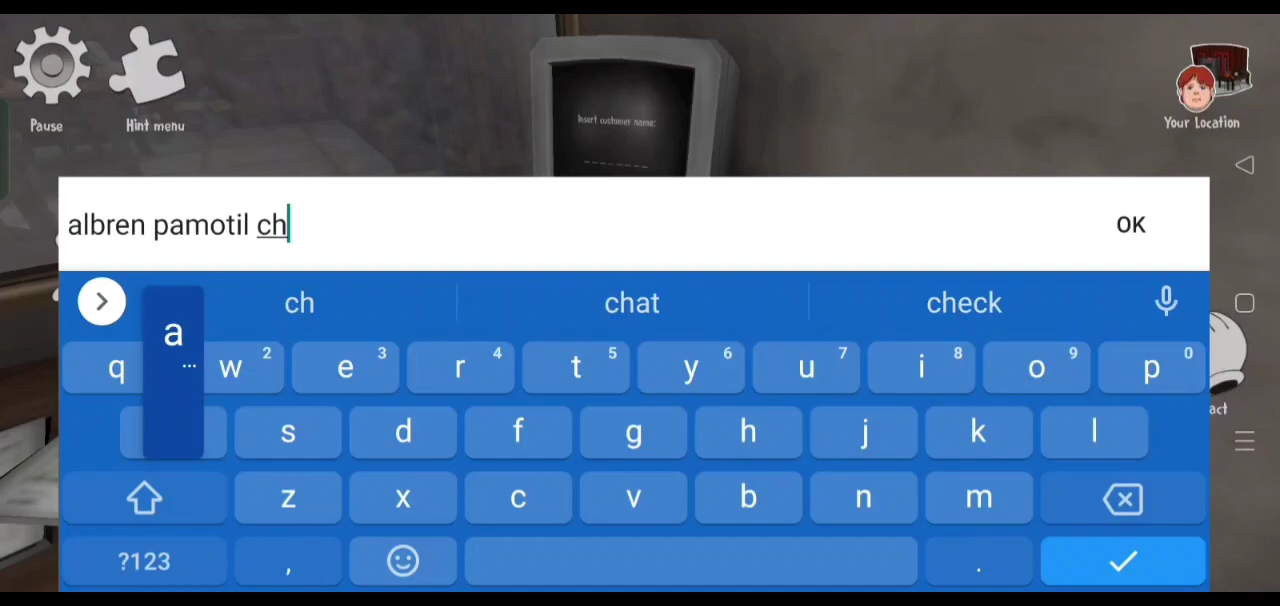 Pause
Hint menu
Insert customer name:
Your Location
albren pamotil ch
OK
ch chat check
a
q w 2 e 3 r 4 t 5 y 6 u 7 i 8 o 9 p 0
act
s d f g h j k l
z x c v b n m
?123 , .